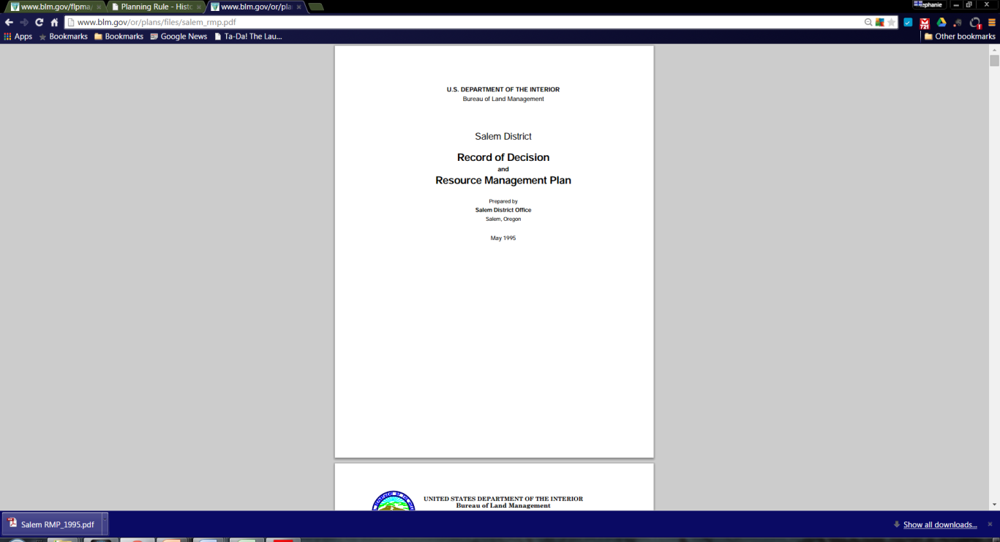 www.blm.gov/flpma/
Planning Rule - Histo
www.blm.gov/or/pla
www.blm.gov/or/plans/files/salem_rmp.pdf
721
Apps
Bookmarks
Bookmarks
Google News
Ta-Da! The Lau...
Other bookmarks
U.S. DEPARTMENT OF THE INTERIOR
Bureau of Land Management
Salem District
Record of Decision
and
Resource Management Plan
Prepared by
Salem District Office
Salem, Oregon
May 1995
UNITED STATES DEPARTMENT OF THE INTERIOR
Bureau of Land Management
Salem RMP_1995.pdf
Show all downloads...